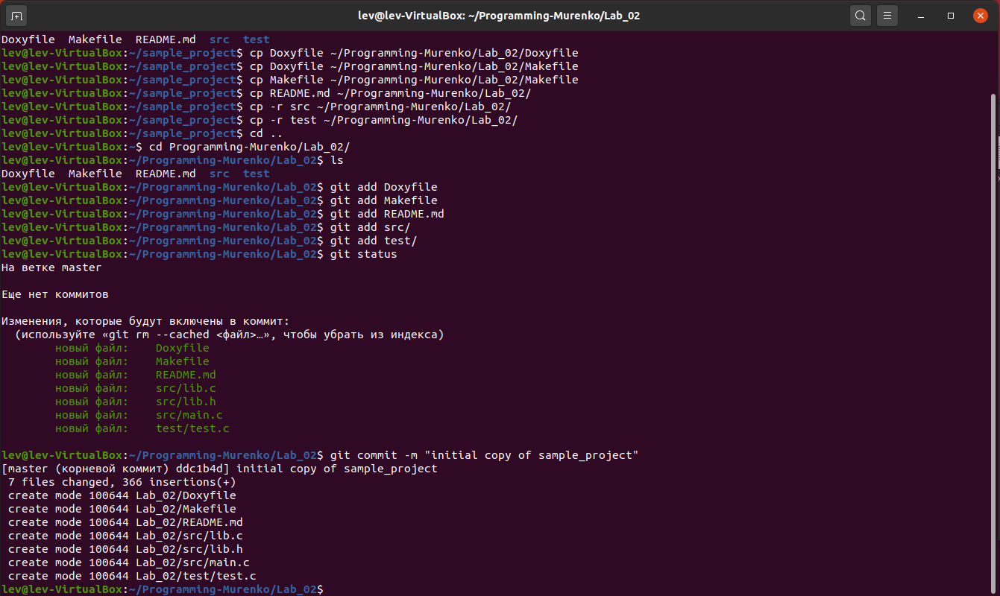 lev@lev-VirtualBox: ~/Programming-Murenko/Lab_02
Doxyfile  Makefile  README.md  src  test
lev@lev-VirtualBox:~/sample_project$ cp Doxyfile ~/Programming-Murenko/Lab_02/Doxyfile
lev@lev-VirtualBox:~/sample_project$ cp Doxyfile ~/Programming-Murenko/Lab_02/Makefile
lev@lev-VirtualBox:~/sample_project$ cp Makefile ~/Programming-Murenko/Lab_02/Makefile
lev@lev-VirtualBox:~/sample_project$ cp README.md ~/Programming-Murenko/Lab_02/
lev@lev-VirtualBox:~/sample_project$ cp -r src ~/Programming-Murenko/Lab_02/
lev@lev-VirtualBox:~/sample_project$ cp -r test ~/Programming-Murenko/Lab_02/
lev@lev-VirtualBox:~/sample_project$ cd ..
lev@lev-VirtualBox:~$ cd Programming-Murenko/Lab_02/
lev@lev-VirtualBox:~/Programming-Murenko/Lab_02$ ls
Doxyfile  Makefile  README.md  src  test
lev@lev-VirtualBox:~/Programming-Murenko/Lab_02$ git add Doxyfile
lev@lev-VirtualBox:~/Programming-Murenko/Lab_02$ git add Makefile
lev@lev-VirtualBox:~/Programming-Murenko/Lab_02$ git add README.md
lev@lev-VirtualBox:~/Programming-Murenko/Lab_02$ git add src/
lev@lev-VirtualBox:~/Programming-Murenko/Lab_02$ git add test/
lev@lev-VirtualBox:~/Programming-Murenko/Lab_02$ git status
На ветке master
Еще нет коммитов
Изменения, которые будут включены в коммит:
  (используйте «git rm --cached <файл>…», чтобы убрать из индекса)
        новый файл:    Doxyfile
        новый файл:    Makefile
        новый файл:    README.md
        новый файл:    src/lib.c
        новый файл:    src/lib.h
        новый файл:    src/main.c
        новый файл:    test/test.c
lev@lev-VirtualBox:~/Programming-Murenko/Lab_02$ git commit -m "initial copy of sample_project"
[master (корневой коммит) ddc1b4d] initial copy of sample_project
 7 files changed, 366 insertions(+)
 create mode 100644 Lab_02/Doxyfile
 create mode 100644 Lab_02/Makefile
 create mode 100644 Lab_02/README.md
 create mode 100644 Lab_02/src/lib.c
 create mode 100644 Lab_02/src/lib.h
 create mode 100644 Lab_02/src/main.c
 create mode 100644 Lab_02/test/test.c
lev@lev-VirtualBox:~/Programming-Murenko/Lab_02$